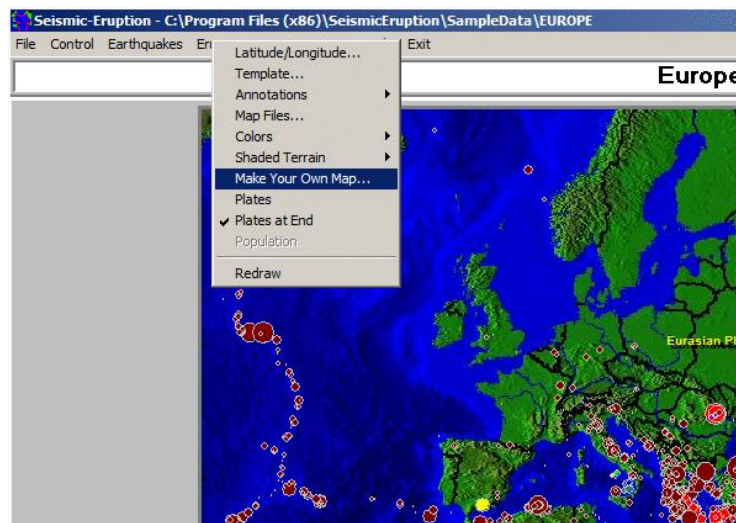 Seismic-Eruption - C:\Program Files (x86)\SeismicEruption\SampleData\EUROPE
File Control Earthquakes Exit
Europe
Latitude/Longitude...
Template...
Annotations
Map Files...
Colors
Shaded Terrain
Make Your Own Map...
Plates
Plates at End
Population
Redraw
Eurasian Pl